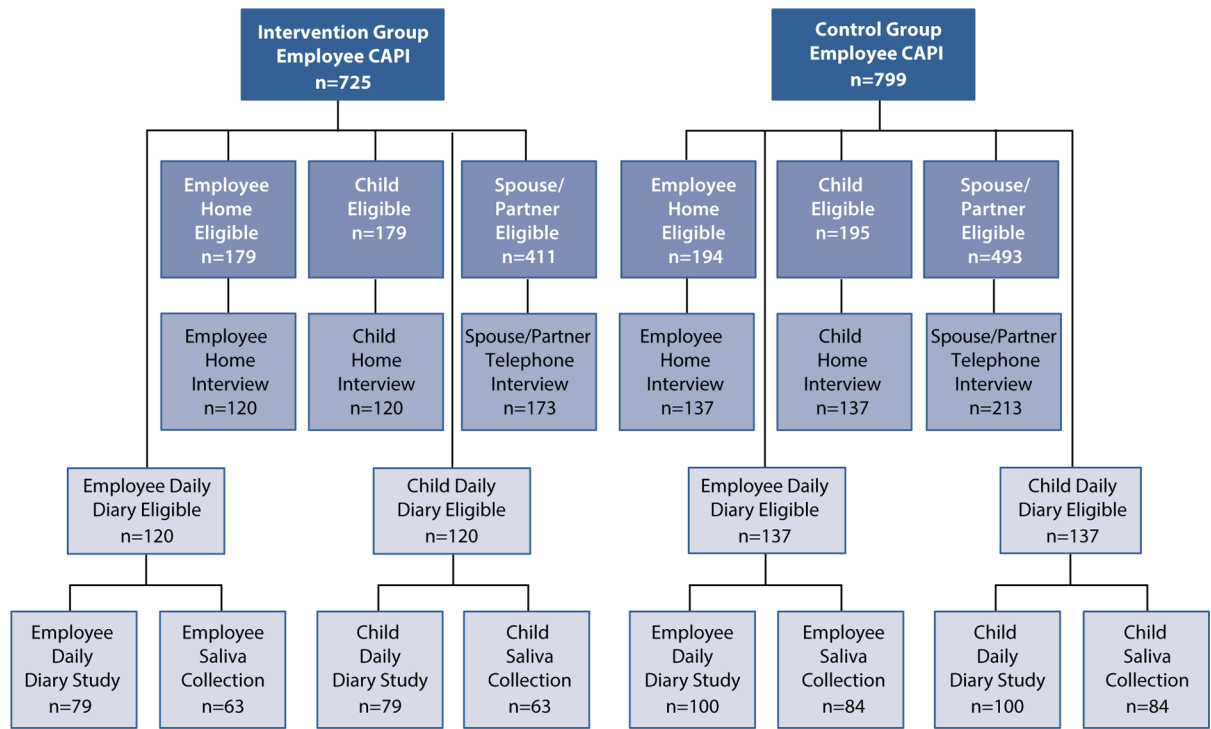 Intervention Group
Employee CAPI
n=725
Control Group
Employee CAPI
n=799
Employee
Home
Eligible
n=179
Child
Eligible
n=179
Spouse/
Partner
Eligible
n=411
Employee
Home
Eligible
n=194
Child
Eligible
n=195
Spouse/
Partner
Eligible
n=493
Employee
Home
Interview
n=120
Child
Home
Interview
n=120
Spouse/Partner
Telephone
Interview
n=173
Employee
Home
Interview
n=137
Child
Home
Interview
n=137
Spouse/Partner
Telephone
Interview
n=213
Employee Daily
Diary Eligible
n=120
Child Daily
Diary Eligible
n=120
Employee Daily
Diary Eligible
n=137
Child Daily
Diary Eligible
n=137
Employee
Daily
Diary Study
n=79
Employee
Saliva
Collection
n=63
Child
Daily
Diary Study
n=79
Child
Saliva
Collection
n=63
Employee
Daily
Diary Study
n=100
Employee
Saliva
Collection
n=84
Child
Daily
Diary Study
n=100
Child
Saliva
Collection
n=84